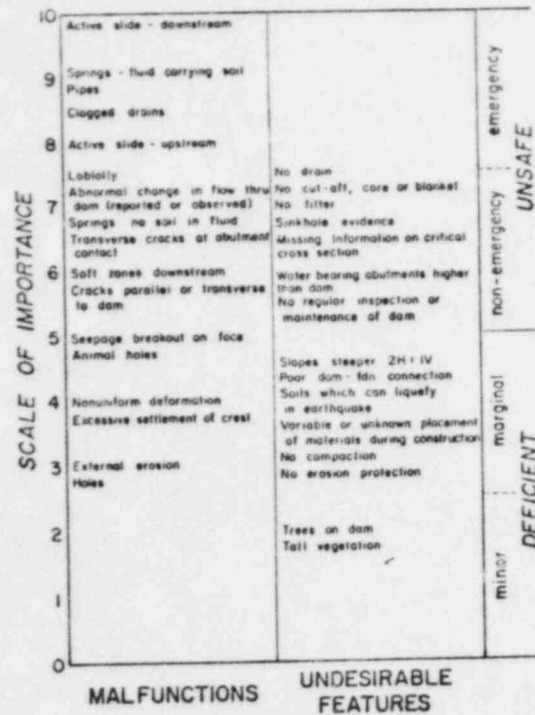 SCALE OF IMPORTANCE
10
9
8
7
6
5
4
3
2
1
0
Active slide - downstream
Springs - fluid carrying soil
Pipes
Clogged drains
Active slide - upstream
Loblolly
Abnormal change in flow thru
dam (reported or observed)
Springs no soil in fluid
Transverse cracks at abutment
contact
Soft zones downstream
Cracks parallel or transverse
to dam
Seepage breakout on face
Animal holes
Nonuniform deformation
Excessive settlement of crest
External erosion
Holes
No drain
No cut-off, core or blanket
No filter
Sinkhole evidence
Missing information on critical
cross section
Water bearing abutments higher
than dam
No regular inspection or
maintenance of dam
Slopes steeper 2H:1V
Poor dam-fdn connection
Soils which can liquefy
in earthquake
Variable or unknown placement
of materials during construction
No compaction
No erosion protection
Trees on dam
Tall vegetation
emergency
non-emergency
UNSAFE
marginal
minor
DEFICIENT
MALFUNCTIONS
UNDESIRABLE
FEATURES